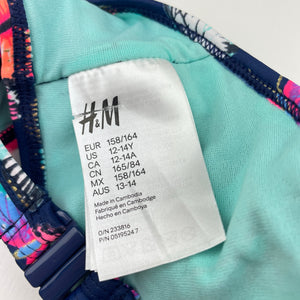 H&M
EUR 158/164
US 12-14Y
CA 12-14A
CN 165/84
MX 158/164
AUS 13-14
Made in Cambodia
Fabriqué en Cambodge
Hecho en Camboya
O/N 233816
P/N 0519524.7